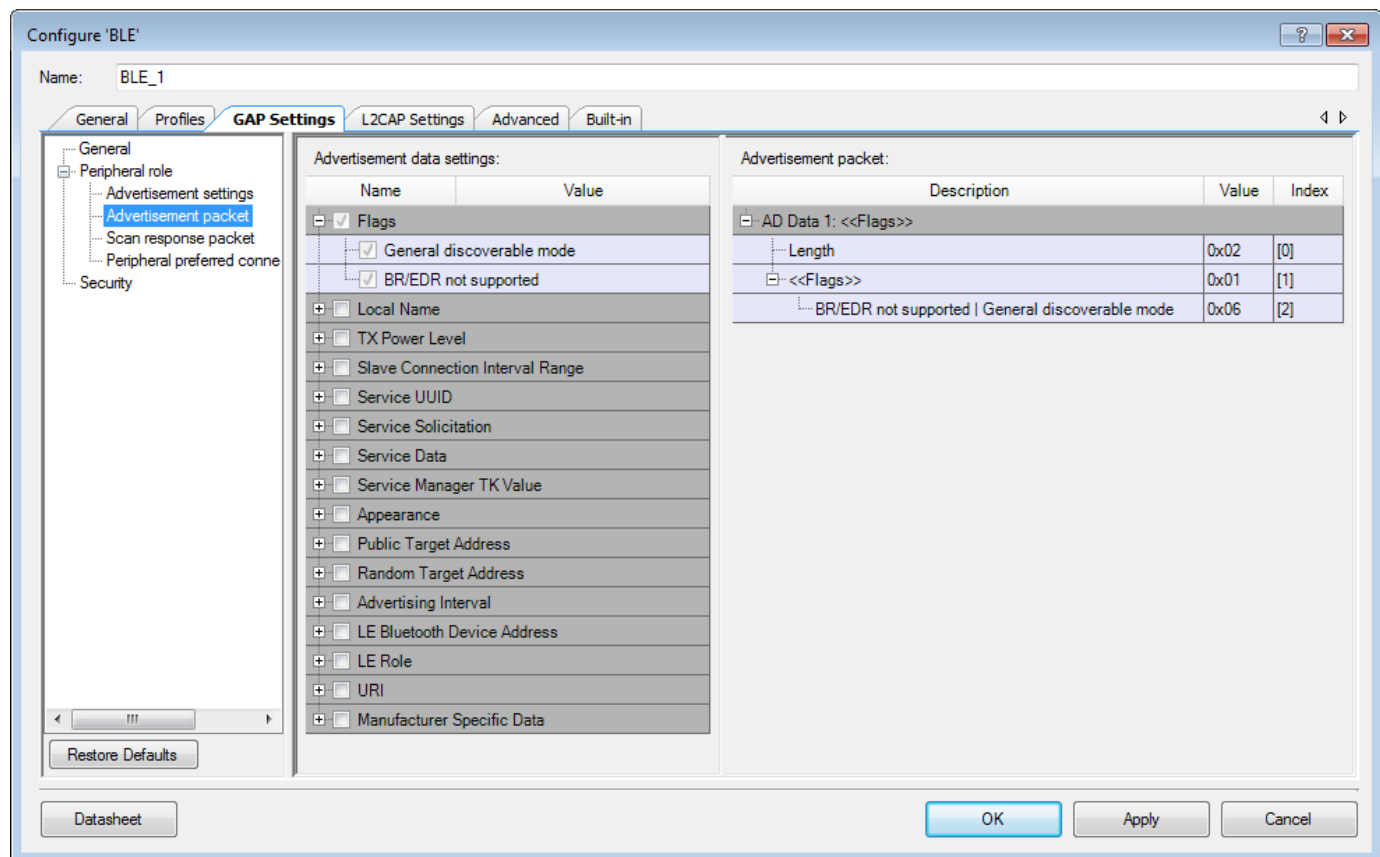 Configure 'BLE'
Name: BLE_1
General Profiles GAP Settings L2CAP Settings Advanced Built-in
General
Peripheral role
Advertisement settings
Advertisement packet
Scan response packet
Peripheral preferred conne
Security
Restore Defaults
Advertisement data settings:
Name Value
Flags
General discoverable mode
BR/EDR not supported
Local Name
TX Power Level
Slave Connection Interval Range
Service UUID
Service Solicitation
Service Data
Service Manager TK Value
Appearance
Public Target Address
Random Target Address
Advertising Interval
LE Bluetooth Device Address
LE Role
URI
Manufacturer Specific Data
Advertisement packet:
Description Value Index
AD Data 1: <<Flags>>
Length 0x02 [0]
<<Flags>> 0x01 [1]
BR/EDR not supported | General discoverable mode 0x06 [2]
Datasheet OK Apply Cancel